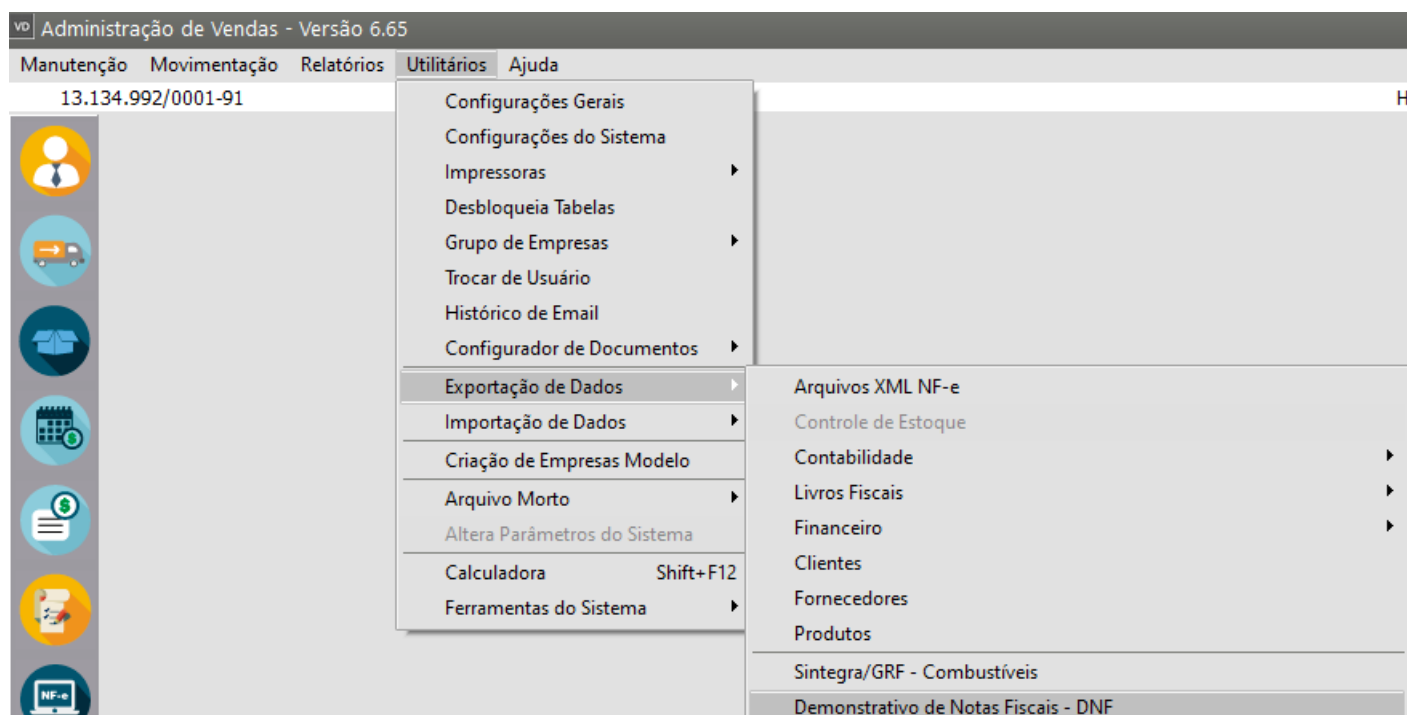 VD Administração de Vendas - Versão 6.65
Manutenção Movimentação Relatórios Utilitários Ajuda
13.134.992/0001-91 H
Configurações Gerais
Configurações do Sistema
Impressoras
Desbloqueia Tabelas
Grupo de Empresas
Trocar de Usuário
Histórico de Email
Configurador de Documentos
Exportação de Dados
Importação de Dados
Criação de Empresas Modelo
Arquivo Morto
Altera Parâmetros do Sistema
Calculadora Shift+F12
Ferramentas do Sistema
Arquivos XML NF-e
Controle de Estoque
Contabilidade
Livros Fiscais
Financeiro
Clientes
Fornecedores
Produtos
Sintegra/GRF - Combustíveis
Demonstrativo de Notas Fiscais - DNF
$
$
NF-e